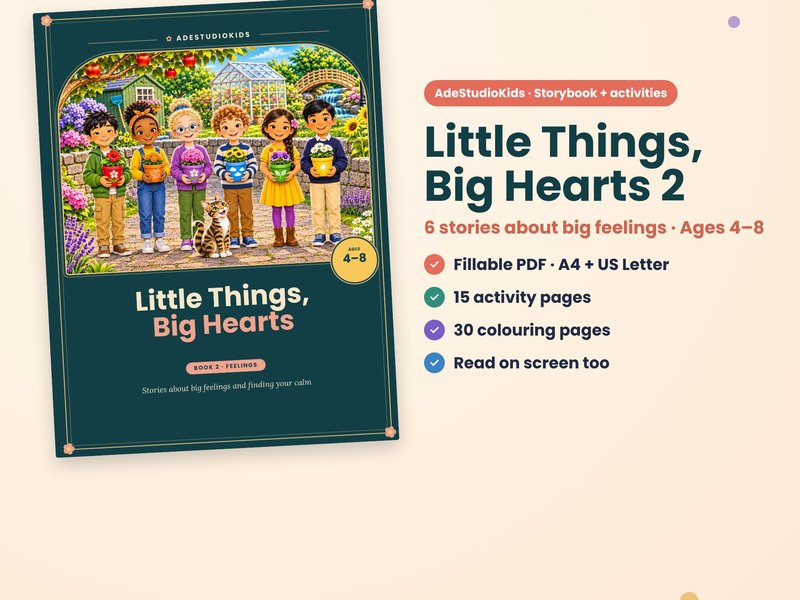 ADESTUDIOKIDS
AGES
4–8
Little Things,
Big Hearts
BOOK 2 · FEELINGS
Stories about big feelings and finding your calm
AdeStudioKids · Storybook + activities
Little Things,
Big Hearts 2
6 stories about big feelings · Ages 4–8
Fillable PDF · A4 + US Letter
15 activity pages
30 colouring pages
Read on screen too